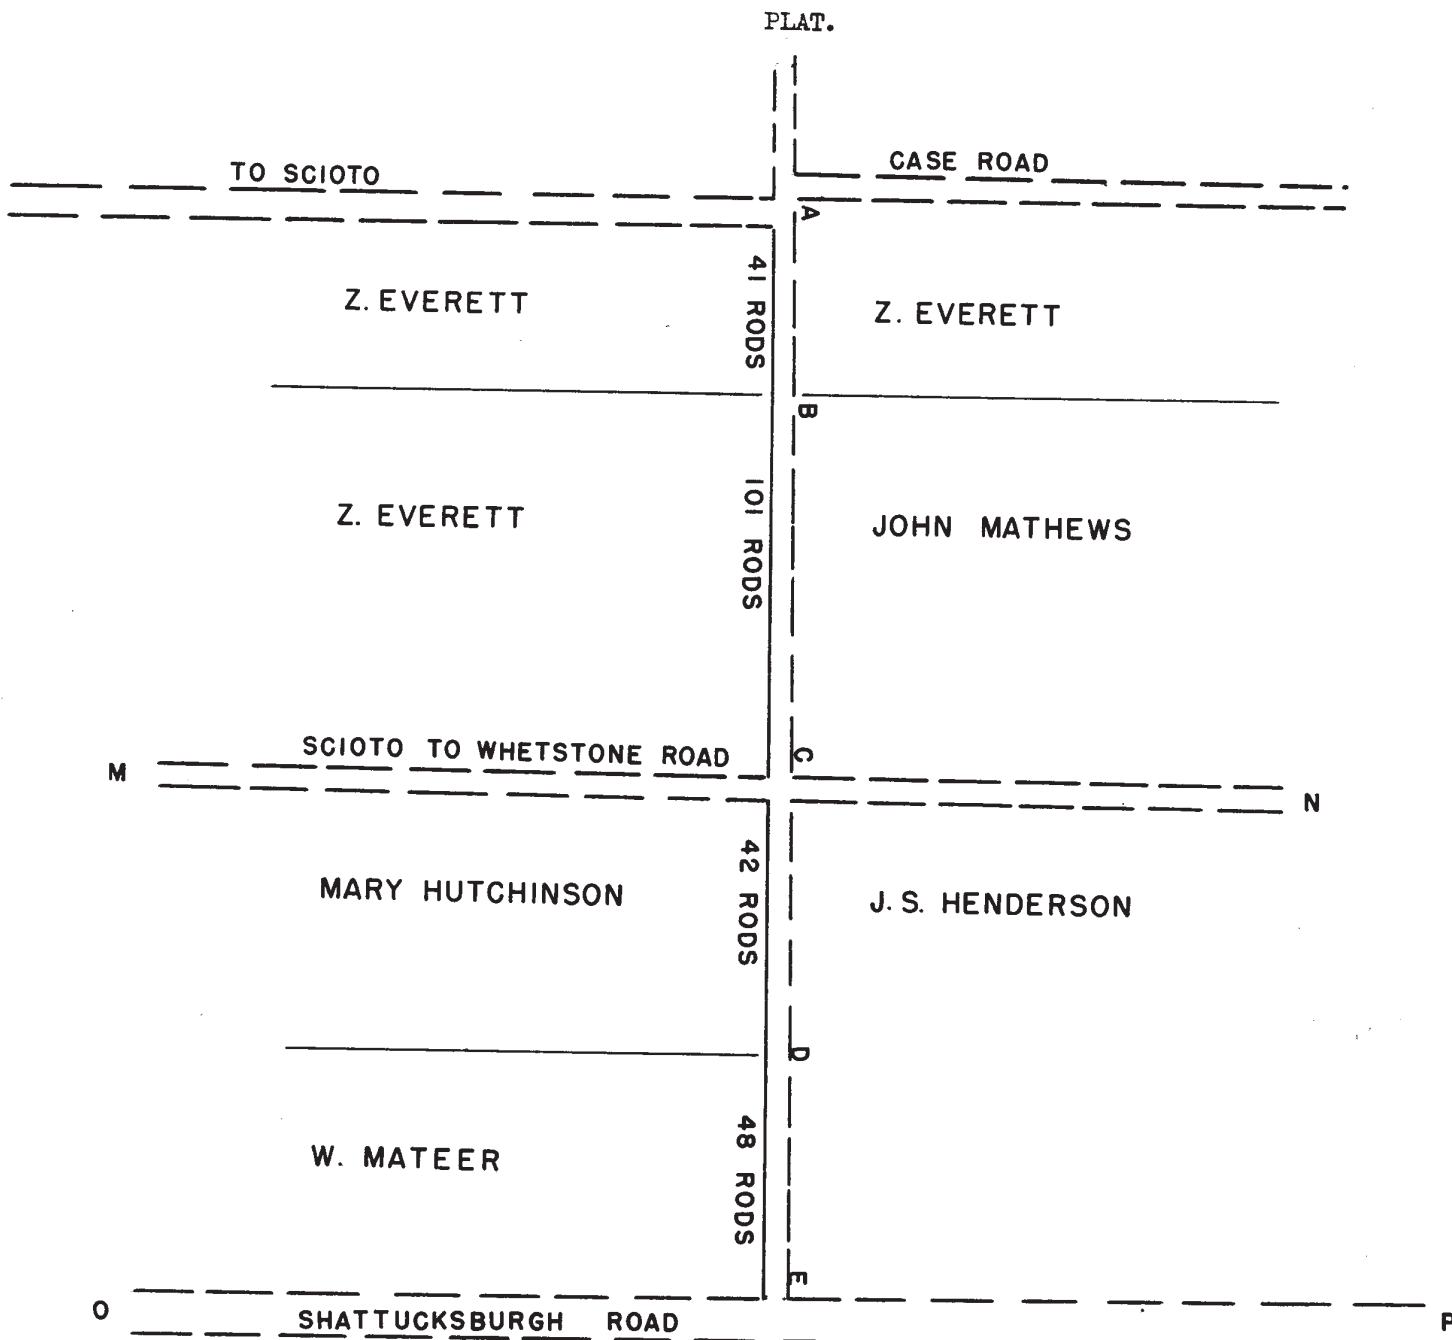 PLAT.
TO SCIOTO
CASE ROAD
A
41 RODS
Z. EVERETT
Z. EVERETT
B
101 RODS
Z. EVERETT
JOHN MATHEWS
SCIOTO TO WHETSTONE ROAD
C
M
N
42 RODS
MARY HUTCHINSON
J. S. HENDERSON
D
48 RODS
W. MATEER
E
O
SHATTUCKSBURGH ROAD
P